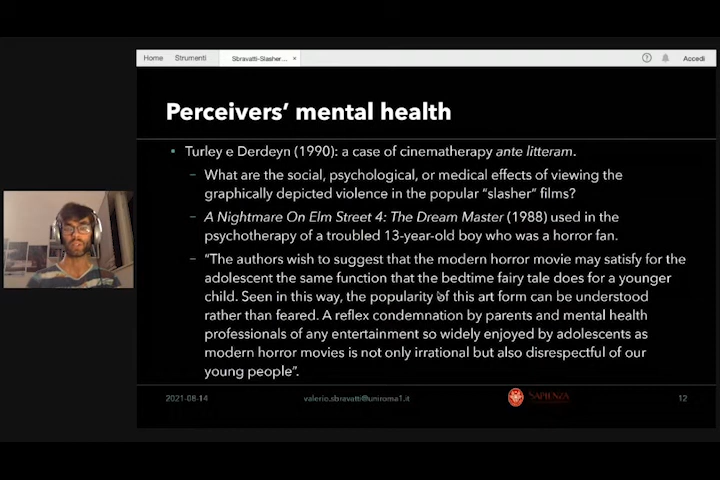 Home Strumenti Sbravatti-Slasher... × Accedi
Perceivers' mental health
▪ Turley e Derdeyn (1990): a case of cinematherapy ante litteram.
– What are the social, psychological, or medical effects of viewing the
graphically depicted violence in the popular “slasher” films?
– A Nightmare On Elm Street 4: The Dream Master (1988) used in the
psychotherapy of a troubled 13-year-old boy who was a horror fan.
– “The authors wish to suggest that the modern horror movie may satisfy for the
adolescent the same function that the bedtime fairy tale does for a younger
child. Seen in this way, the popularity of this art form can be understood
rather than feared. A reflex condemnation by parents and mental health
professionals of any entertainment so widely enjoyed by adolescents as
modern horror movies is not only irrational but also disrespectful of our
young people”.
2021-08-14 valerio.sbravatti@uniroma1.it SAPIENZA 12